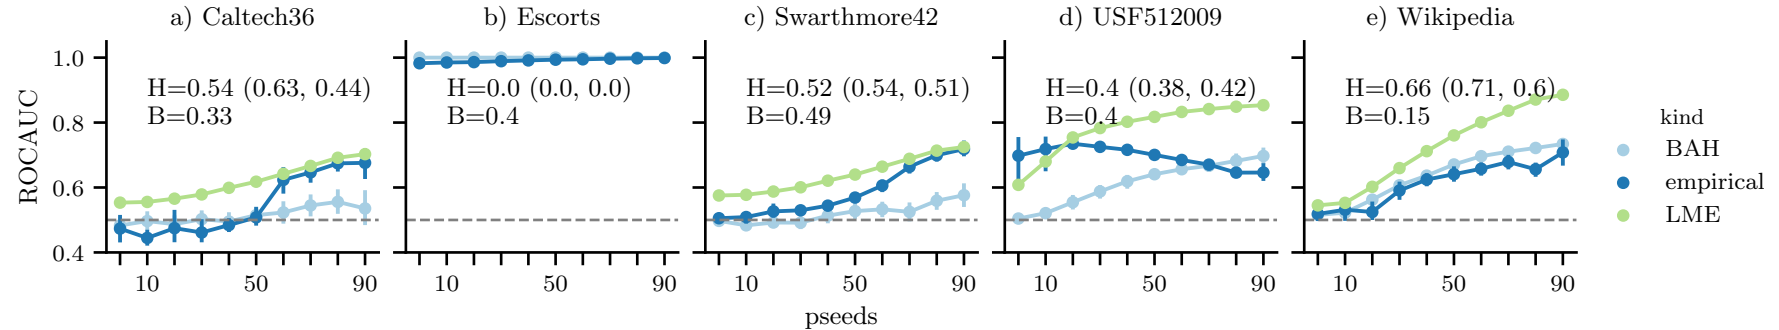 a) Caltech36
b) Escorts
c) Swarthmore42
d) USF512009
e) Wikipedia
ROCAUC
1.0
0.8
0.6
0.4
H=0.54 (0.63, 0.44)
B=0.33
H=0.0 (0.0, 0.0)
B=0.4
H=0.52 (0.54, 0.51)
B=0.49
H=0.4 (0.38, 0.42)
B=0.4
H=0.66 (0.71, 0.6)
B=0.15
10 50 90
10 50 90
10 50 90
10 50 90
10 50 90
pseeds
kind
BAH
empirical
LME